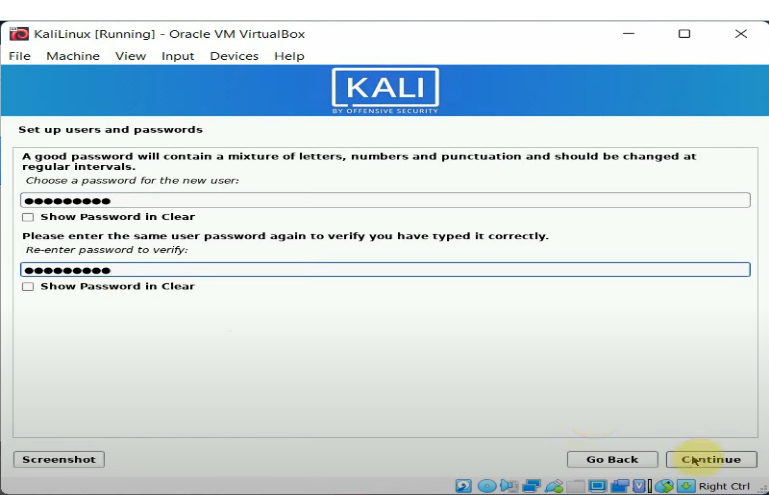 KaliLinux [Running] - Oracle VM VirtualBox
File Machine View Input Devices Help
KALI
BY OFFENSIVE SECURITY
Set up users and passwords
A good password will contain a mixture of letters, numbers and punctuation and should be changed at
regular intervals.
Choose a password for the new user:
●●●●●●●●●
Show Password in Clear
Please enter the same user password again to verify you have typed it correctly.
Re-enter password to verify:
●●●●●●●●●
Show Password in Clear
Screenshot
Go Back
Continue
Right Ctrl